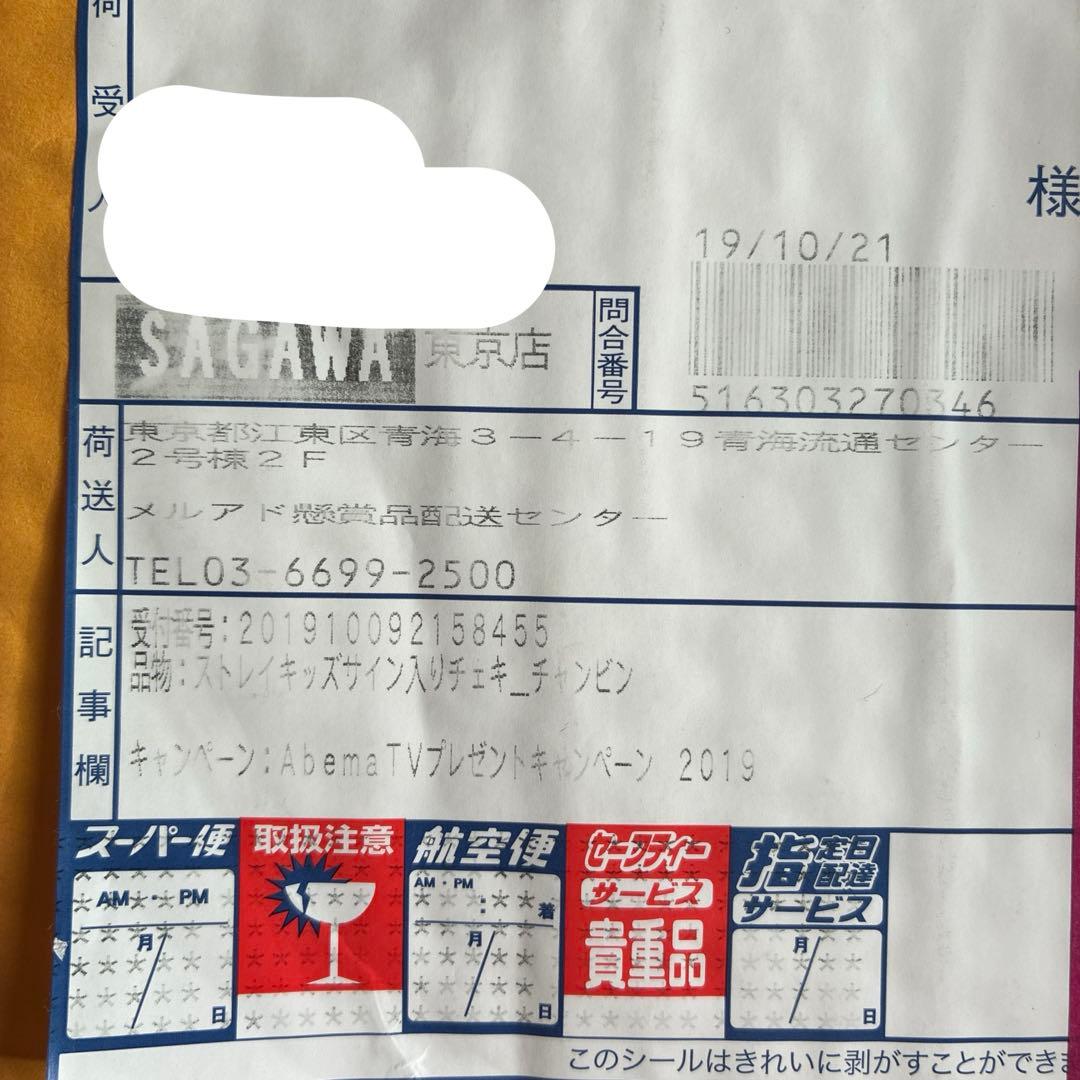 荷受人
様
19/10/21
SAGAWA 東京店
問合番号
516303270346
荷送人
東京都江東区青海3-4-19青海流通センター
2号棟2F
メルアド懸賞品配送センター
TEL03-6699-2500
記事欄
受付番号:201910092158455
品物:ストレイキッズサイン入りチェキ_チャンビン
キャンペーン:AbemaTVプレゼントキャンペーン 2019
スーパー便
AM・PM
月/日
取扱注意
航空便
AM・PM
: 着
月/日
セーフティー
サービス
貴重品
指定日配達
サービス
月/日
このシールはきれいに剥がすことができま